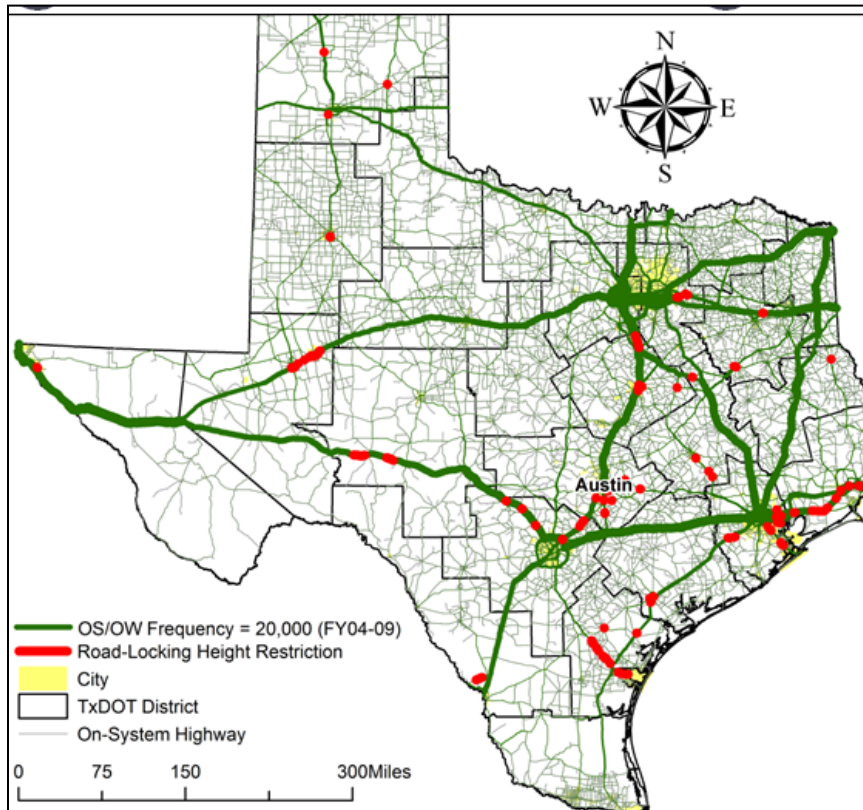 N
W E
S
Austin
OS/OW Frequency = 20,000 (FY04-09)
Road-Locking Height Restriction
City
TxDOT District
On-System Highway
0 75 150 300Miles